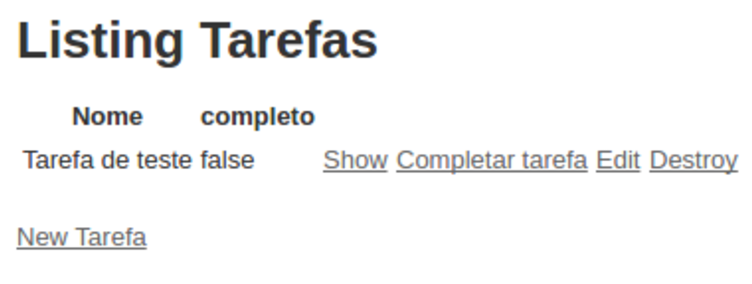 Listing Tarefas
Nome completo
Tarefa de teste false Show Completar tarefa Edit Destroy
New Tarefa